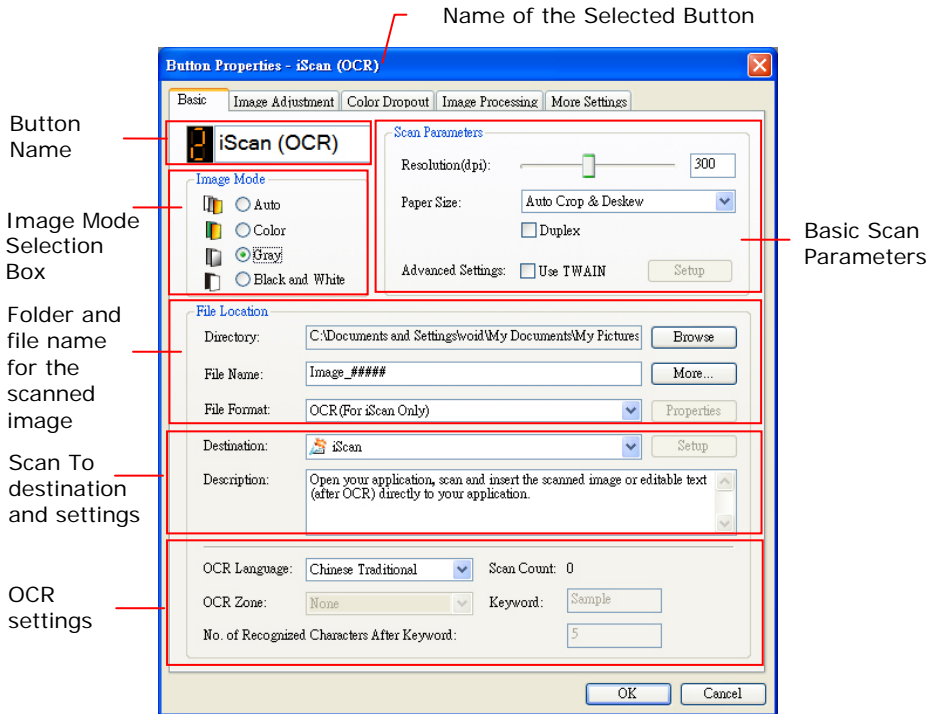 Name of the Selected Button
Button Properties - iScan (OCR)
Basic Image Adjustment Color Dropout Image Processing More Settings
Button
Name
2 iScan (OCR)
Image Mode
Selection
Box
Image Mode
Auto
Color
Gray
Black and White
Scan Parameters
Resolution(dpi): 300
Paper Size: Auto Crop & Deskew
Duplex
Advanced Settings: Use TWAIN Setup
Basic Scan
Parameters
Folder and
file name
for the
scanned
image
File Location
Directory: C:\Documents and Settings\void\My Documents\My Pictures Browse
File Name: Image_##### More...
File Format: OCR(For iScan Only) Properties
Scan To
destination
and settings
Destination: iScan Setup
Description: Open your application, scan and insert the scanned image or editable text
(after OCR) directly to your application.
OCR
settings
OCR Language: Chinese Traditional Scan Count: 0
OCR Zone: None Keyword: Sample
No. of Recognized Characters After Keyword: 5
OK Cancel